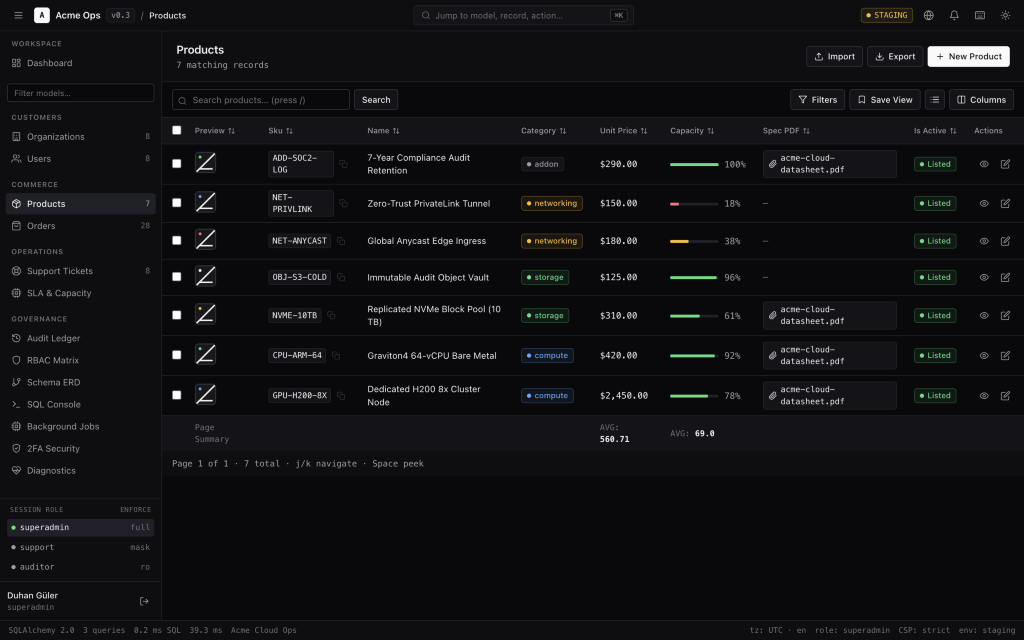 A Acme Ops v0.3 / Products
Jump to model, record, action... ⌘K
STAGING
WORKSPACE
Dashboard
Filter models...
CUSTOMERS
Organizations 8
Users 8
COMMERCE
Products 7
Orders 28
OPERATIONS
Support Tickets 8
SLA & Capacity
GOVERNANCE
Audit Ledger
RBAC Matrix
Schema ERD
SQL Console
Background Jobs
2FA Security
Diagnostics
SESSION ROLE ENFORCE
superadmin full
support mask
auditor ro
Duhan Güler
superadmin
Products
7 matching records
Import Export + New Product
Search products... (press /) Search
Filters Save View Columns
Preview Sku Name Category Unit Price Capacity Spec PDF Is Active Actions
ADD-SOC2-
LOG
7-Year Compliance Audit
Retention
addon $290.00 100%
acme-cloud-
datasheet.pdf
Listed
NET-
PRIVLINK
Zero-Trust PrivateLink Tunnel networking $150.00 18% — Listed
NET-ANYCAST Global Anycast Edge Ingress networking $180.00 38% — Listed
OBJ-S3-COLD Immutable Audit Object Vault storage $125.00 96% — Listed
NVME-10TB
Replicated NVMe Block Pool (10
TB)
storage $310.00 61%
acme-cloud-
datasheet.pdf
Listed
CPU-ARM-64 Graviton4 64-vCPU Bare Metal compute $420.00 92%
acme-cloud-
datasheet.pdf
Listed
GPU-H200-8X
Dedicated H200 8x Cluster
Node
compute $2,450.00 78%
acme-cloud-
datasheet.pdf
Listed
Page
Summary
AVG:
560.71
AVG: 69.0
Page 1 of 1 · 7 total · j/k navigate · Space peek
SQLAlchemy 2.0 3 queries 0.2 ms SQL 39.3 ms Acme Cloud Ops
tz: UTC · en role: superadmin CSP: strict env: staging